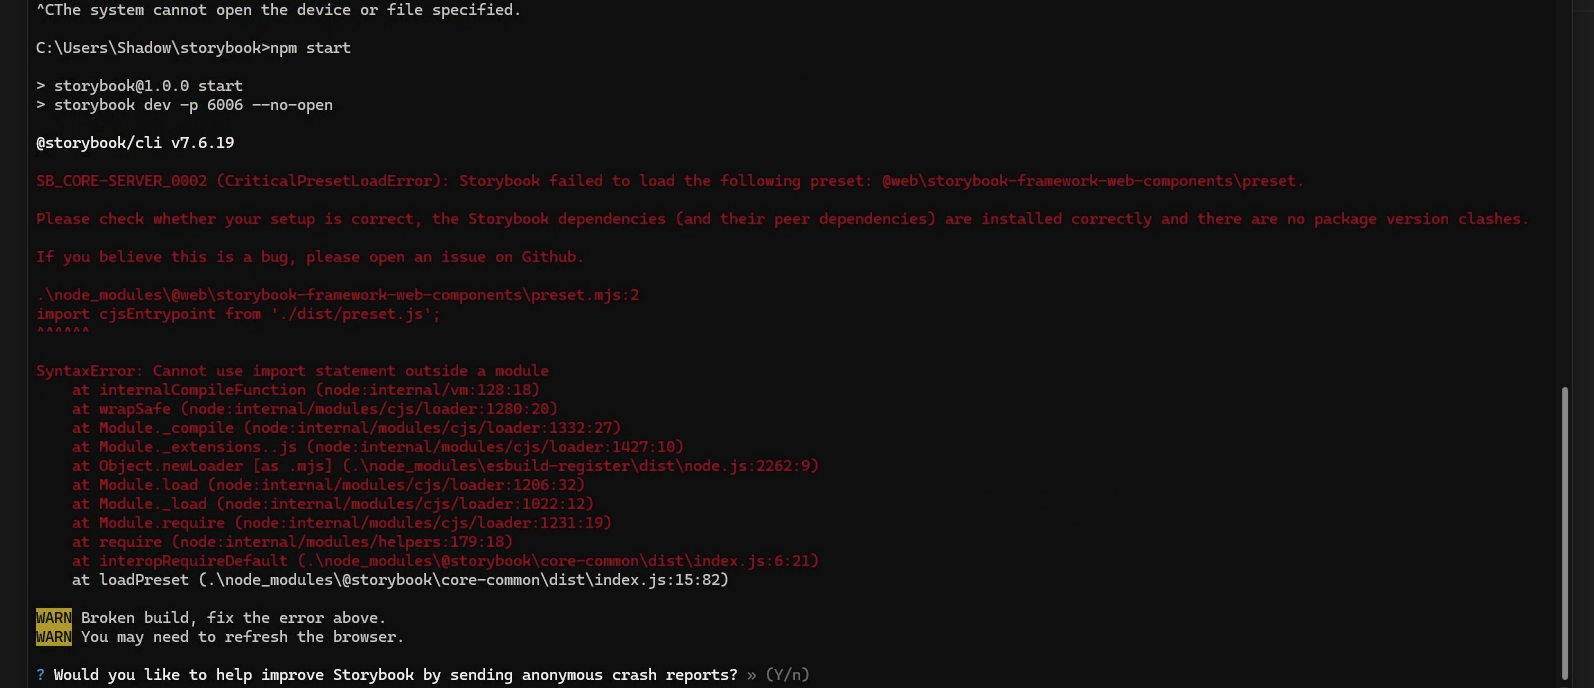 ^CThe system cannot open the device or file specified.
C:\Users\Shadow\storybook>npm start
> storybook@1.0.0 start
> storybook dev -p 6006 --no-open
@storybook/cli v7.6.19
SB_CORE-SERVER_0002 (CriticalPresetLoadError): Storybook failed to load the following preset: @web\storybook-framework-web-components\preset.
Please check whether your setup is correct, the Storybook dependencies (and their peer dependencies) are installed correctly and there are no package version clashes.
If you believe this is a bug, please open an issue on Github.
.\node_modules\@web\storybook-framework-web-components\preset.mjs:2
import cjsEntrypoint from './dist/preset.js';
^^^^^^
SyntaxError: Cannot use import statement outside a module
    at internalCompileFunction (node:internal/vm:128:18)
    at wrapSafe (node:internal/modules/cjs/loader:1280:20)
    at Module._compile (node:internal/modules/cjs/loader:1332:27)
    at Module._extensions..js (node:internal/modules/cjs/loader:1427:10)
    at Object.newLoader [as .mjs] (.\node_modules\esbuild-register\dist\node.js:2262:9)
    at Module.load (node:internal/modules/cjs/loader:1206:32)
    at Module._load (node:internal/modules/cjs/loader:1022:12)
    at Module.require (node:internal/modules/cjs/loader:1231:19)
    at require (node:internal/modules/helpers:179:18)
    at interopRequireDefault (.\node_modules\@storybook\core-common\dist\index.js:6:21)
    at loadPreset (.\node_modules\@storybook\core-common\dist\index.js:15:82)
WARN Broken build, fix the error above.
WARN You may need to refresh the browser.
? Would you like to help improve Storybook by sending anonymous crash reports? » (Y/n)